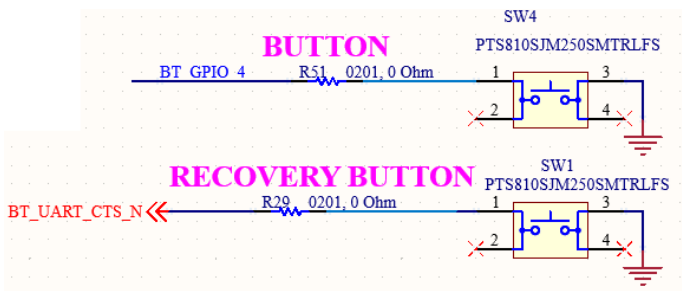 SW4
BUTTON
PTS810SJM250SMTRLFS
BT_GPIO_4
R51 0201, 0 Ohm
1
3
2
4
RECOVERY BUTTON
SW1
PTS810SJM250SMTRLFS
BT_UART_CTS_N
R29 0201, 0 Ohm
1
3
2
4